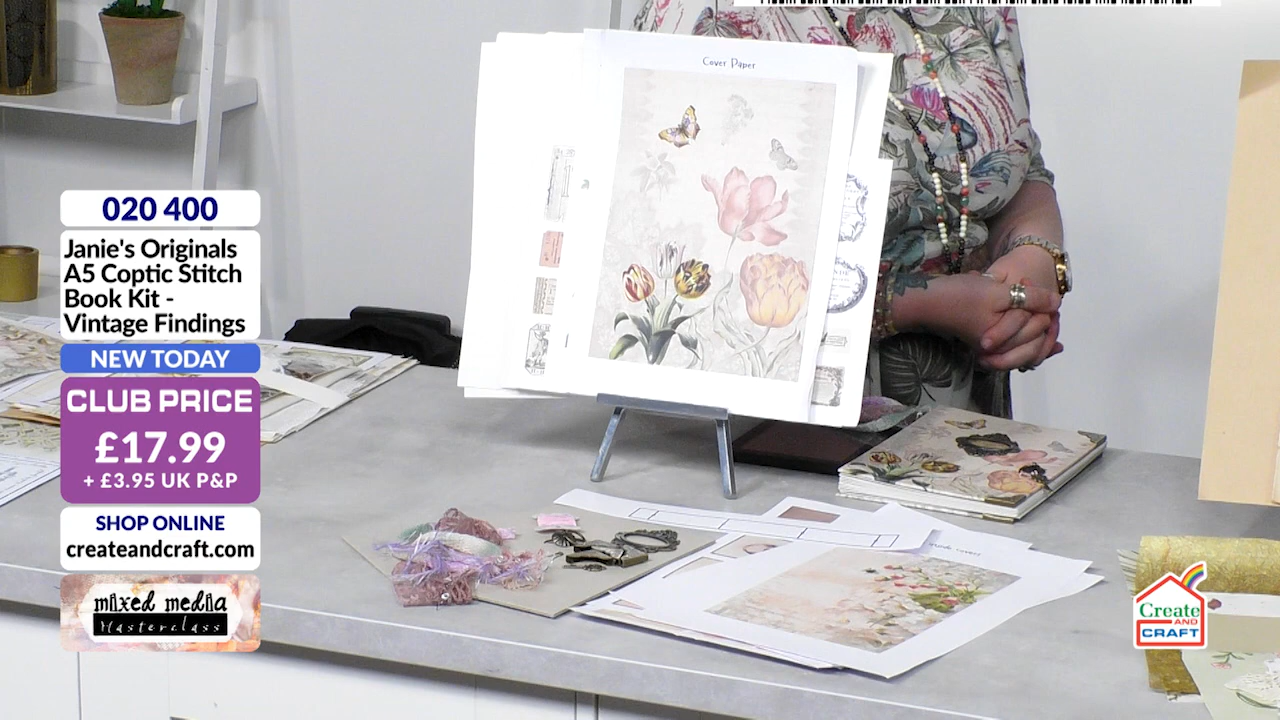 Cover Paper
020 400
Janie's Originals
A5 Coptic Stitch
Book Kit -
Vintage Findings
NEW TODAY
CLUB PRICE
£17.99
+ £3.95 UK P&P
SHOP ONLINE
createandcraft.com
mixed media
Masterclass
Create
AND
CRAFT